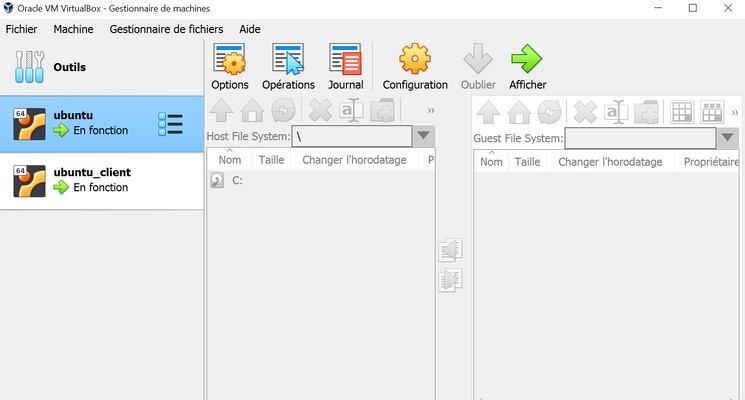 Oracle VM VirtualBox - Gestionnaire de machines
Fichier Machine Gestionnaire de fichiers Aide
Outils
Options Opérations Journal Configuration Oublier Afficher
64 ubuntu
En fonction
64 ubuntu_client
En fonction
Host File System: \
Nom Taille Changer l'horodatage P
C:
Guest File System:
Nom Taille Changer l'horodatage Propriétaire